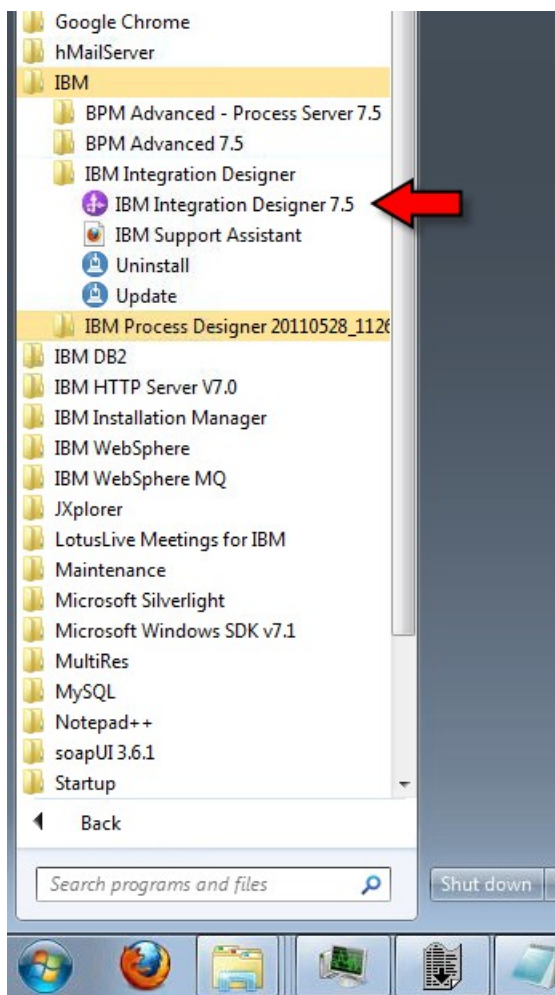 Google Chrome
hMailServer
IBM
BPM Advanced - Process Server 7.5
BPM Advanced 7.5
IBM Integration Designer
IBM Integration Designer 7.5
IBM Support Assistant
Uninstall
Update
IBM Process Designer 20110528_1126
IBM DB2
IBM HTTP Server V7.0
IBM Installation Manager
IBM WebSphere
IBM WebSphere MQ
JXplorer
LotusLive Meetings for IBM
Maintenance
Microsoft Silverlight
Microsoft Windows SDK v7.1
MultiRes
MySQL
Notepad++
soapUI 3.6.1
Startup
Back
Search programs and files
Shut down